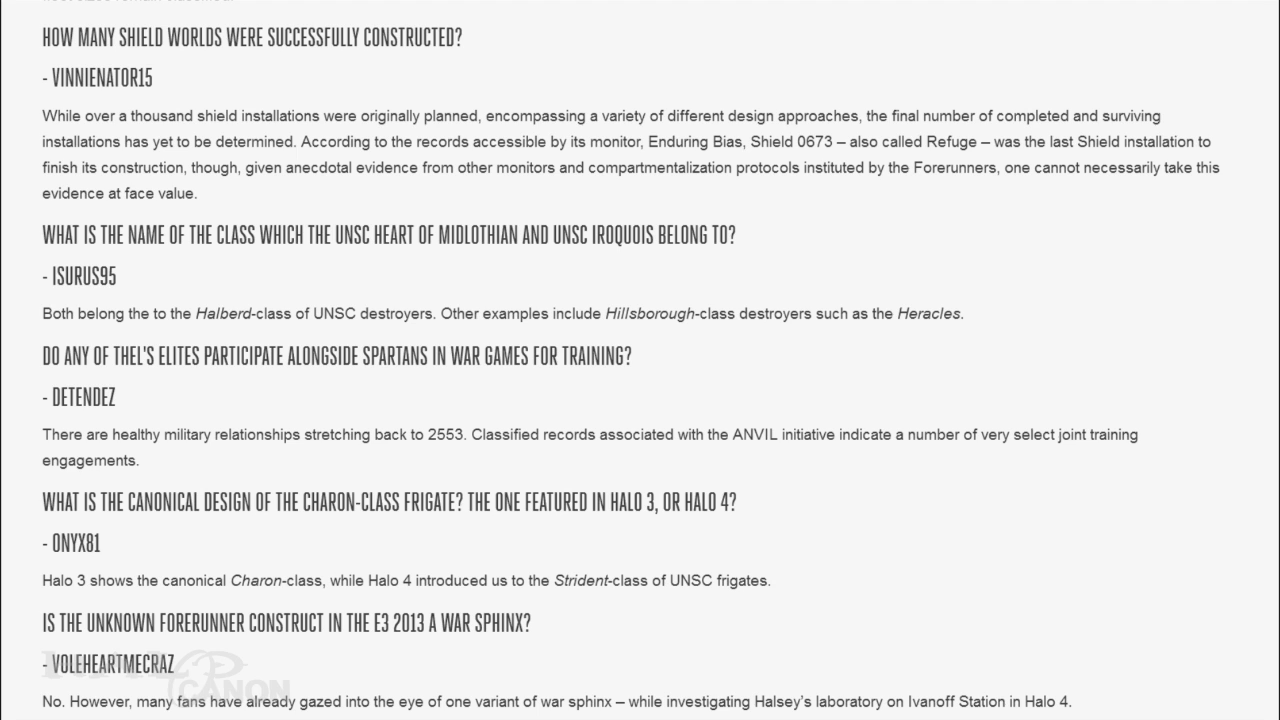 HOW MANY SHIELD WORLDS WERE SUCCESSFULLY CONSTRUCTED?
- VINNIENATOR15
While over a thousand shield installations were originally planned, encompassing a variety of different design approaches, the final number of completed and surviving
installations has yet to be determined. According to the records accessible by its monitor, Enduring Bias, Shield 0673 – also called Refuge – was the last Shield installation to
finish its construction, though, given anecdotal evidence from other monitors and compartmentalization protocols instituted by the Forerunners, one cannot necessarily take this
evidence at face value.
WHAT IS THE NAME OF THE CLASS WHICH THE UNSC HEART OF MIDLOTHIAN AND UNSC IROQUOIS BELONG TO?
- ISURUS95
Both belong the to the Halberd-class of UNSC destroyers. Other examples include Hillsborough-class destroyers such as the Heracles.
DO ANY OF THEL'S ELITES PARTICIPATE ALONGSIDE SPARTANS IN WAR GAMES FOR TRAINING?
- DETENDEZ
There are healthy military relationships stretching back to 2553. Classified records associated with the ANVIL initiative indicate a number of very select joint training
engagements.
WHAT IS THE CANONICAL DESIGN OF THE CHARON-CLASS FRIGATE? THE ONE FEATURED IN HALO 3, OR HALO 4?
- ONYX81
Halo 3 shows the canonical Charon-class, while Halo 4 introduced us to the Strident-class of UNSC frigates.
IS THE UNKNOWN FORERUNNER CONSTRUCT IN THE E3 2013 A WAR SPHINX?
- VOLEHEARTMECRAZ
CANON
No. However, many fans have already gazed into the eye of one variant of war sphinx – while investigating Halsey's laboratory on Ivanoff Station in Halo 4.